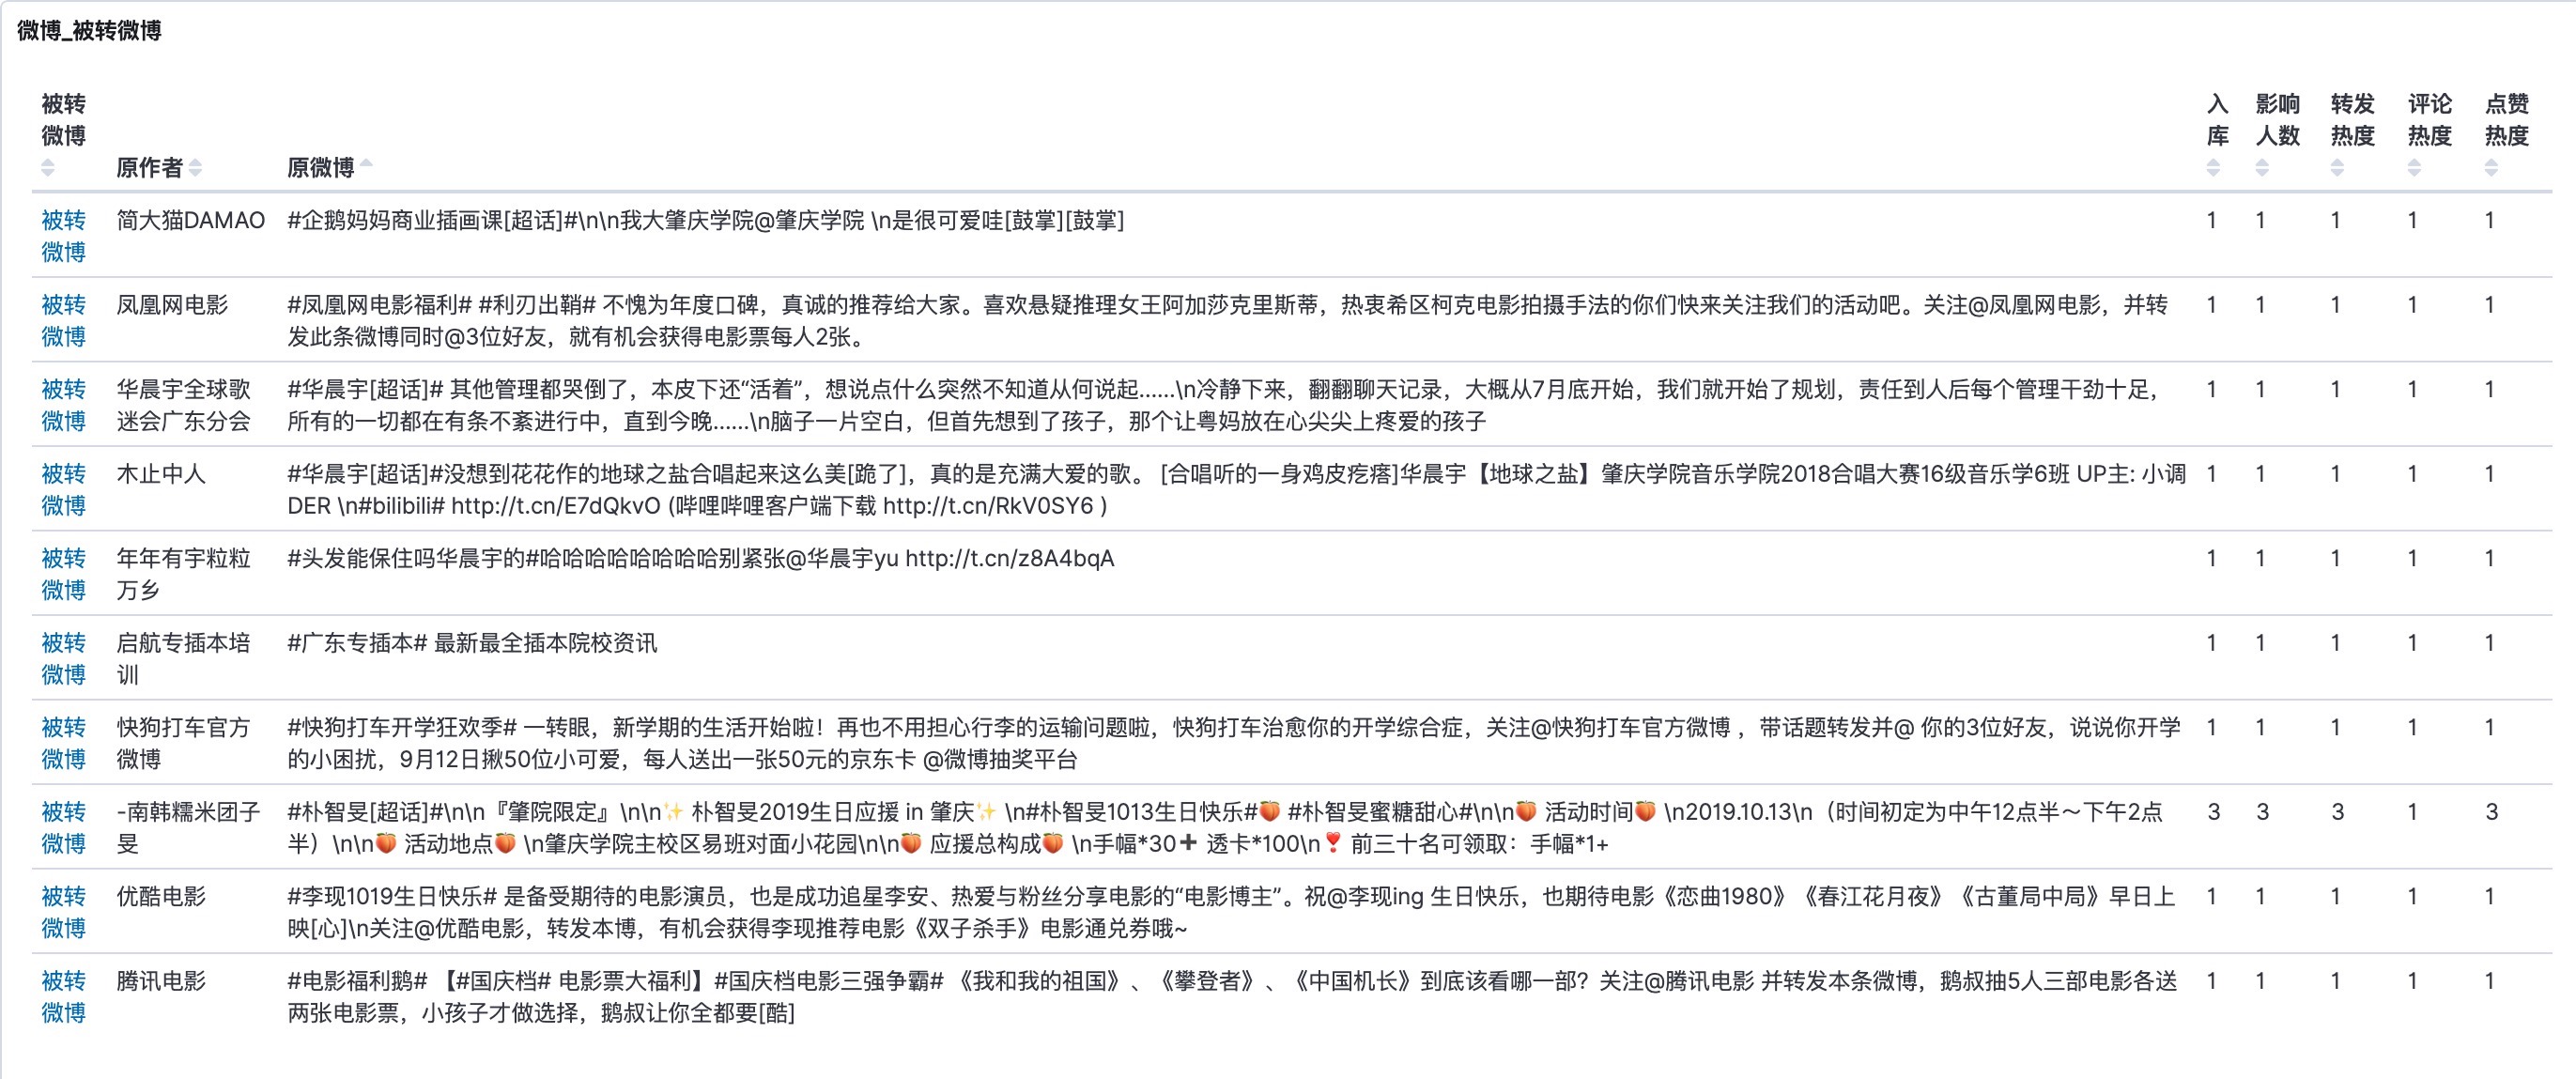 微博_被转微博
被转
微博
原作者
原微博
入
库
影响
人数
转发
热度
评论
热度
点赞
热度
被转
微博
简大猫DAMAO
#企鹅妈妈商业插画课[超话]#\n\n我大肇庆学院@肇庆学院 \n是很可爱哇[鼓掌][鼓掌]
1 1 1 1 1
被转
微博
凤凰网电影
#凤凰网电影福利# #利刃出鞘# 不愧为年度口碑，真诚的推荐给大家。喜欢悬疑推理女王阿加莎克里斯蒂，热衷希区柯克电影拍摄手法的你们快来关注我们的活动吧。关注@凤凰网电影，并转
发此条微博同时@3位好友，就有机会获得电影票每人2张。
1 1 1 1 1
被转
微博
华晨宇全球歌
迷会广东分会
#华晨宇[超话]# 其他管理都哭倒了，本皮下还“活着”，想说点什么突然不知道从何说起......\n冷静下来，翻翻聊天记录，大概从7月底开始，我们就开始了规划，责任到人后每个管理干劲十足，
所有的一切都在有条不紊进行中，直到今晚......\n脑子一片空白，但首先想到了孩子，那个让粤妈放在心尖尖上疼爱的孩子
1 1 1 1 1
被转
微博
木止中人
#华晨宇[超话]#没想到花花作的地球之盐合唱起来这么美[跪了]，真的是充满大爱的歌。 [合唱听的一身鸡皮疙瘩]华晨宇【地球之盐】肇庆学院音乐学院2018合唱大赛16级音乐学6班 UP主: 小调
DER \n#bilibili# http://t.cn/E7dQkvO (哔哩哔哩客户端下载 http://t.cn/RkV0SY6 )
1 1 1 1 1
被转
微博
年年有宇粒粒
万乡
#头发能保住吗华晨宇的#哈哈哈哈哈哈哈哈别紧张@华晨宇yu http://t.cn/z8A4bqA
1 1 1 1 1
被转
微博
启航专插本培
训
#广东专插本# 最新最全插本院校资讯
1 1 1 1 1
被转
微博
快狗打车官方
微博
#快狗打车开学狂欢季# 一转眼，新学期的生活开始啦！再也不用担心行李的运输问题啦，快狗打车治愈你的开学综合症，关注@快狗打车官方微博 ，带话题转发并@ 你的3位好友，说说你开学
的小困扰，9月12日揪50位小可爱，每人送出一张50元的京东卡 @微博抽奖平台
1 1 1 1 1
被转
微博
-南韩糯米团子
旻
#朴智旻[超话]#\n\n『肇院限定』\n\n✨ 朴智旻2019生日应援 in 肇庆✨ \n#朴智旻1013生日快乐#🍑 #朴智旻蜜糖甜心#\n\n🍑 活动时间🍑 \n2019.10.13\n（时间初定为中午12点半～下午2点
半）\n\n🍑 活动地点🍑 \n肇庆学院主校区易班对面小花园\n\n🍑 应援总构成🍑 \n手幅*30➕ 透卡*100\n❣️ 前三十名可领取：手幅*1+
3 3 3 1 3
被转
微博
优酷电影
#李现1019生日快乐# 是备受期待的电影演员，也是成功追星李安、热爱与粉丝分享电影的“电影博主”。祝@李现ing 生日快乐，也期待电影《恋曲1980》《春江花月夜》《古董局中局》早日上
映[心]\n关注@优酷电影，转发本博，有机会获得李现推荐电影《双子杀手》电影通兑券哦~
1 1 1 1 1
被转
微博
腾讯电影
#电影福利鹅# 【#国庆档# 电影票大福利】#国庆档电影三强争霸# 《我和我的祖国》、《攀登者》、《中国机长》到底该看哪一部？关注@腾讯电影 并转发本条微博，鹅叔抽5人三部电影各送
两张电影票，小孩子才做选择，鹅叔让你全都要[酷]
1 1 1 1 1